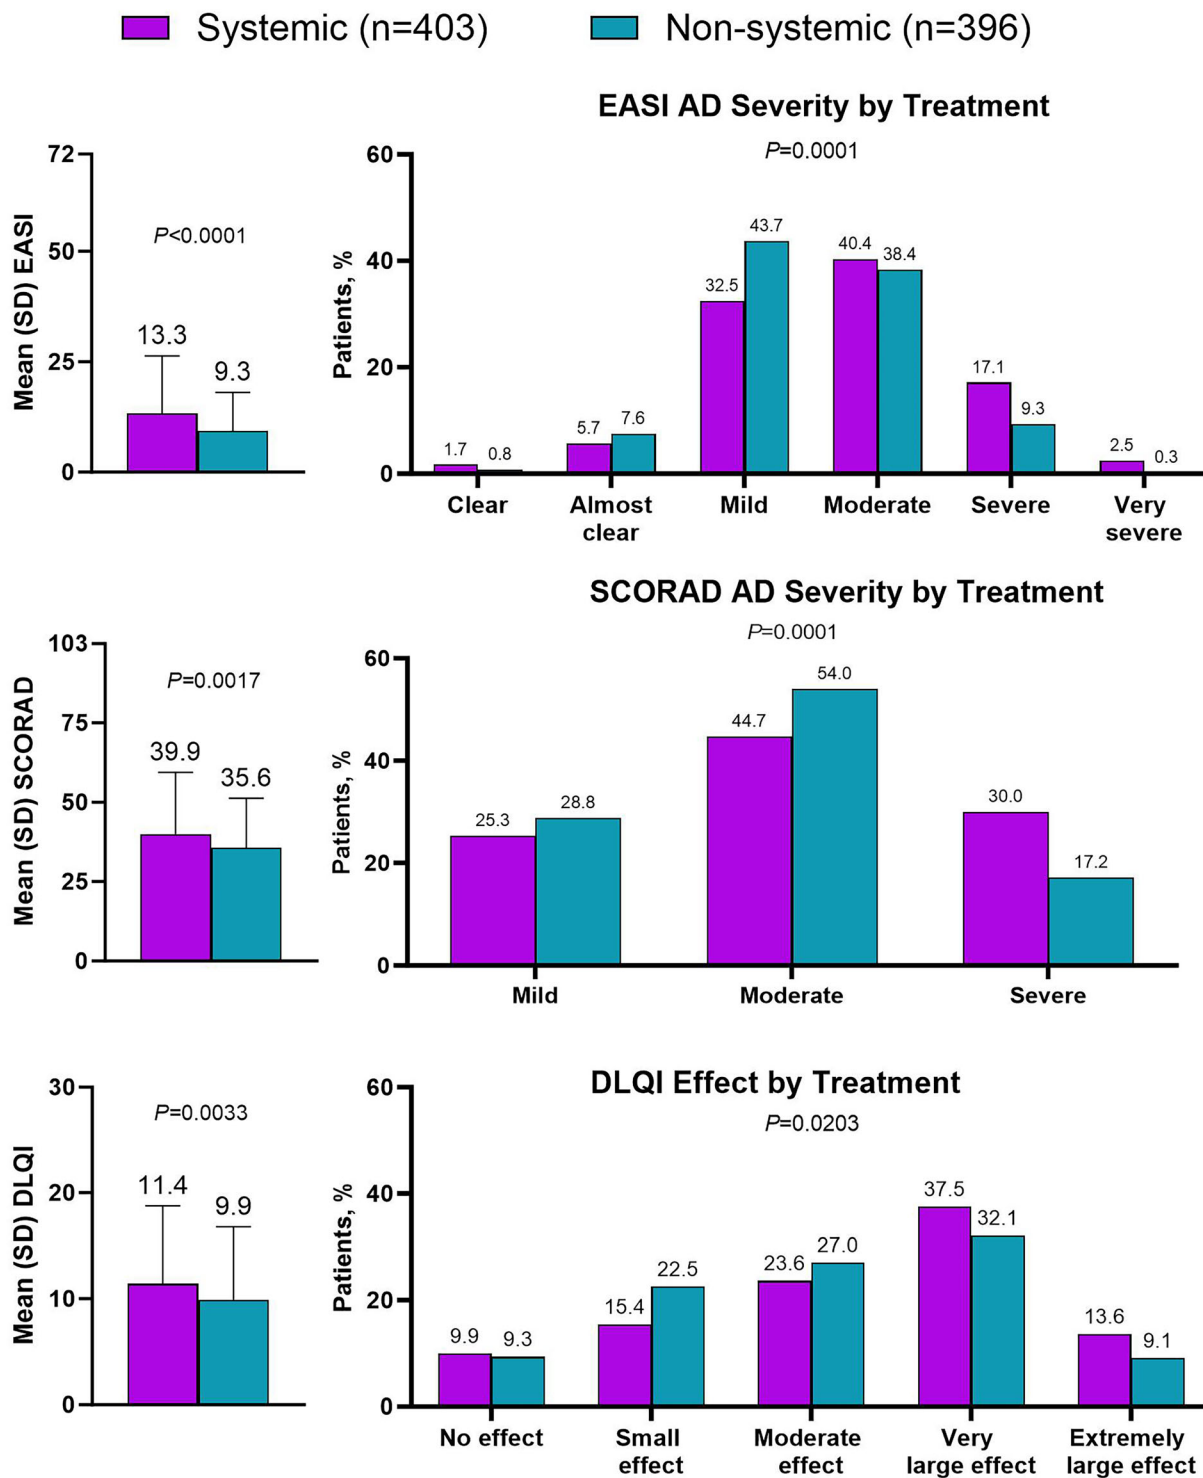 Systemic (n=403) Non-systemic (n=396)
Mean (SD) EASI
72
50
25
0
P<0.0001
13.3
9.3
EASI AD Severity by Treatment
P=0.0001
Patients, %
60
40
20
0
1.7 0.8
5.7 7.6
32.5 43.7
40.4 38.4
17.1 9.3
2.5 0.3
Clear
Almost
clear
Mild
Moderate
Severe
Very
severe
Mean (SD) SCORAD
103
75
50
25
0
P=0.0017
39.9
35.6
SCORAD AD Severity by Treatment
P=0.0001
Patients, %
60
40
20
0
25.3 28.8
44.7 54.0
30.0 17.2
Mild
Moderate
Severe
Mean (SD) DLQI
30
20
10
0
P=0.0033
11.4
9.9
DLQI Effect by Treatment
P=0.0203
Patients, %
60
40
20
0
9.9 9.3
15.4 22.5
23.6 27.0
37.5 32.1
13.6 9.1
No effect
Small
effect
Moderate
effect
Very
large effect
Extremely
large effect